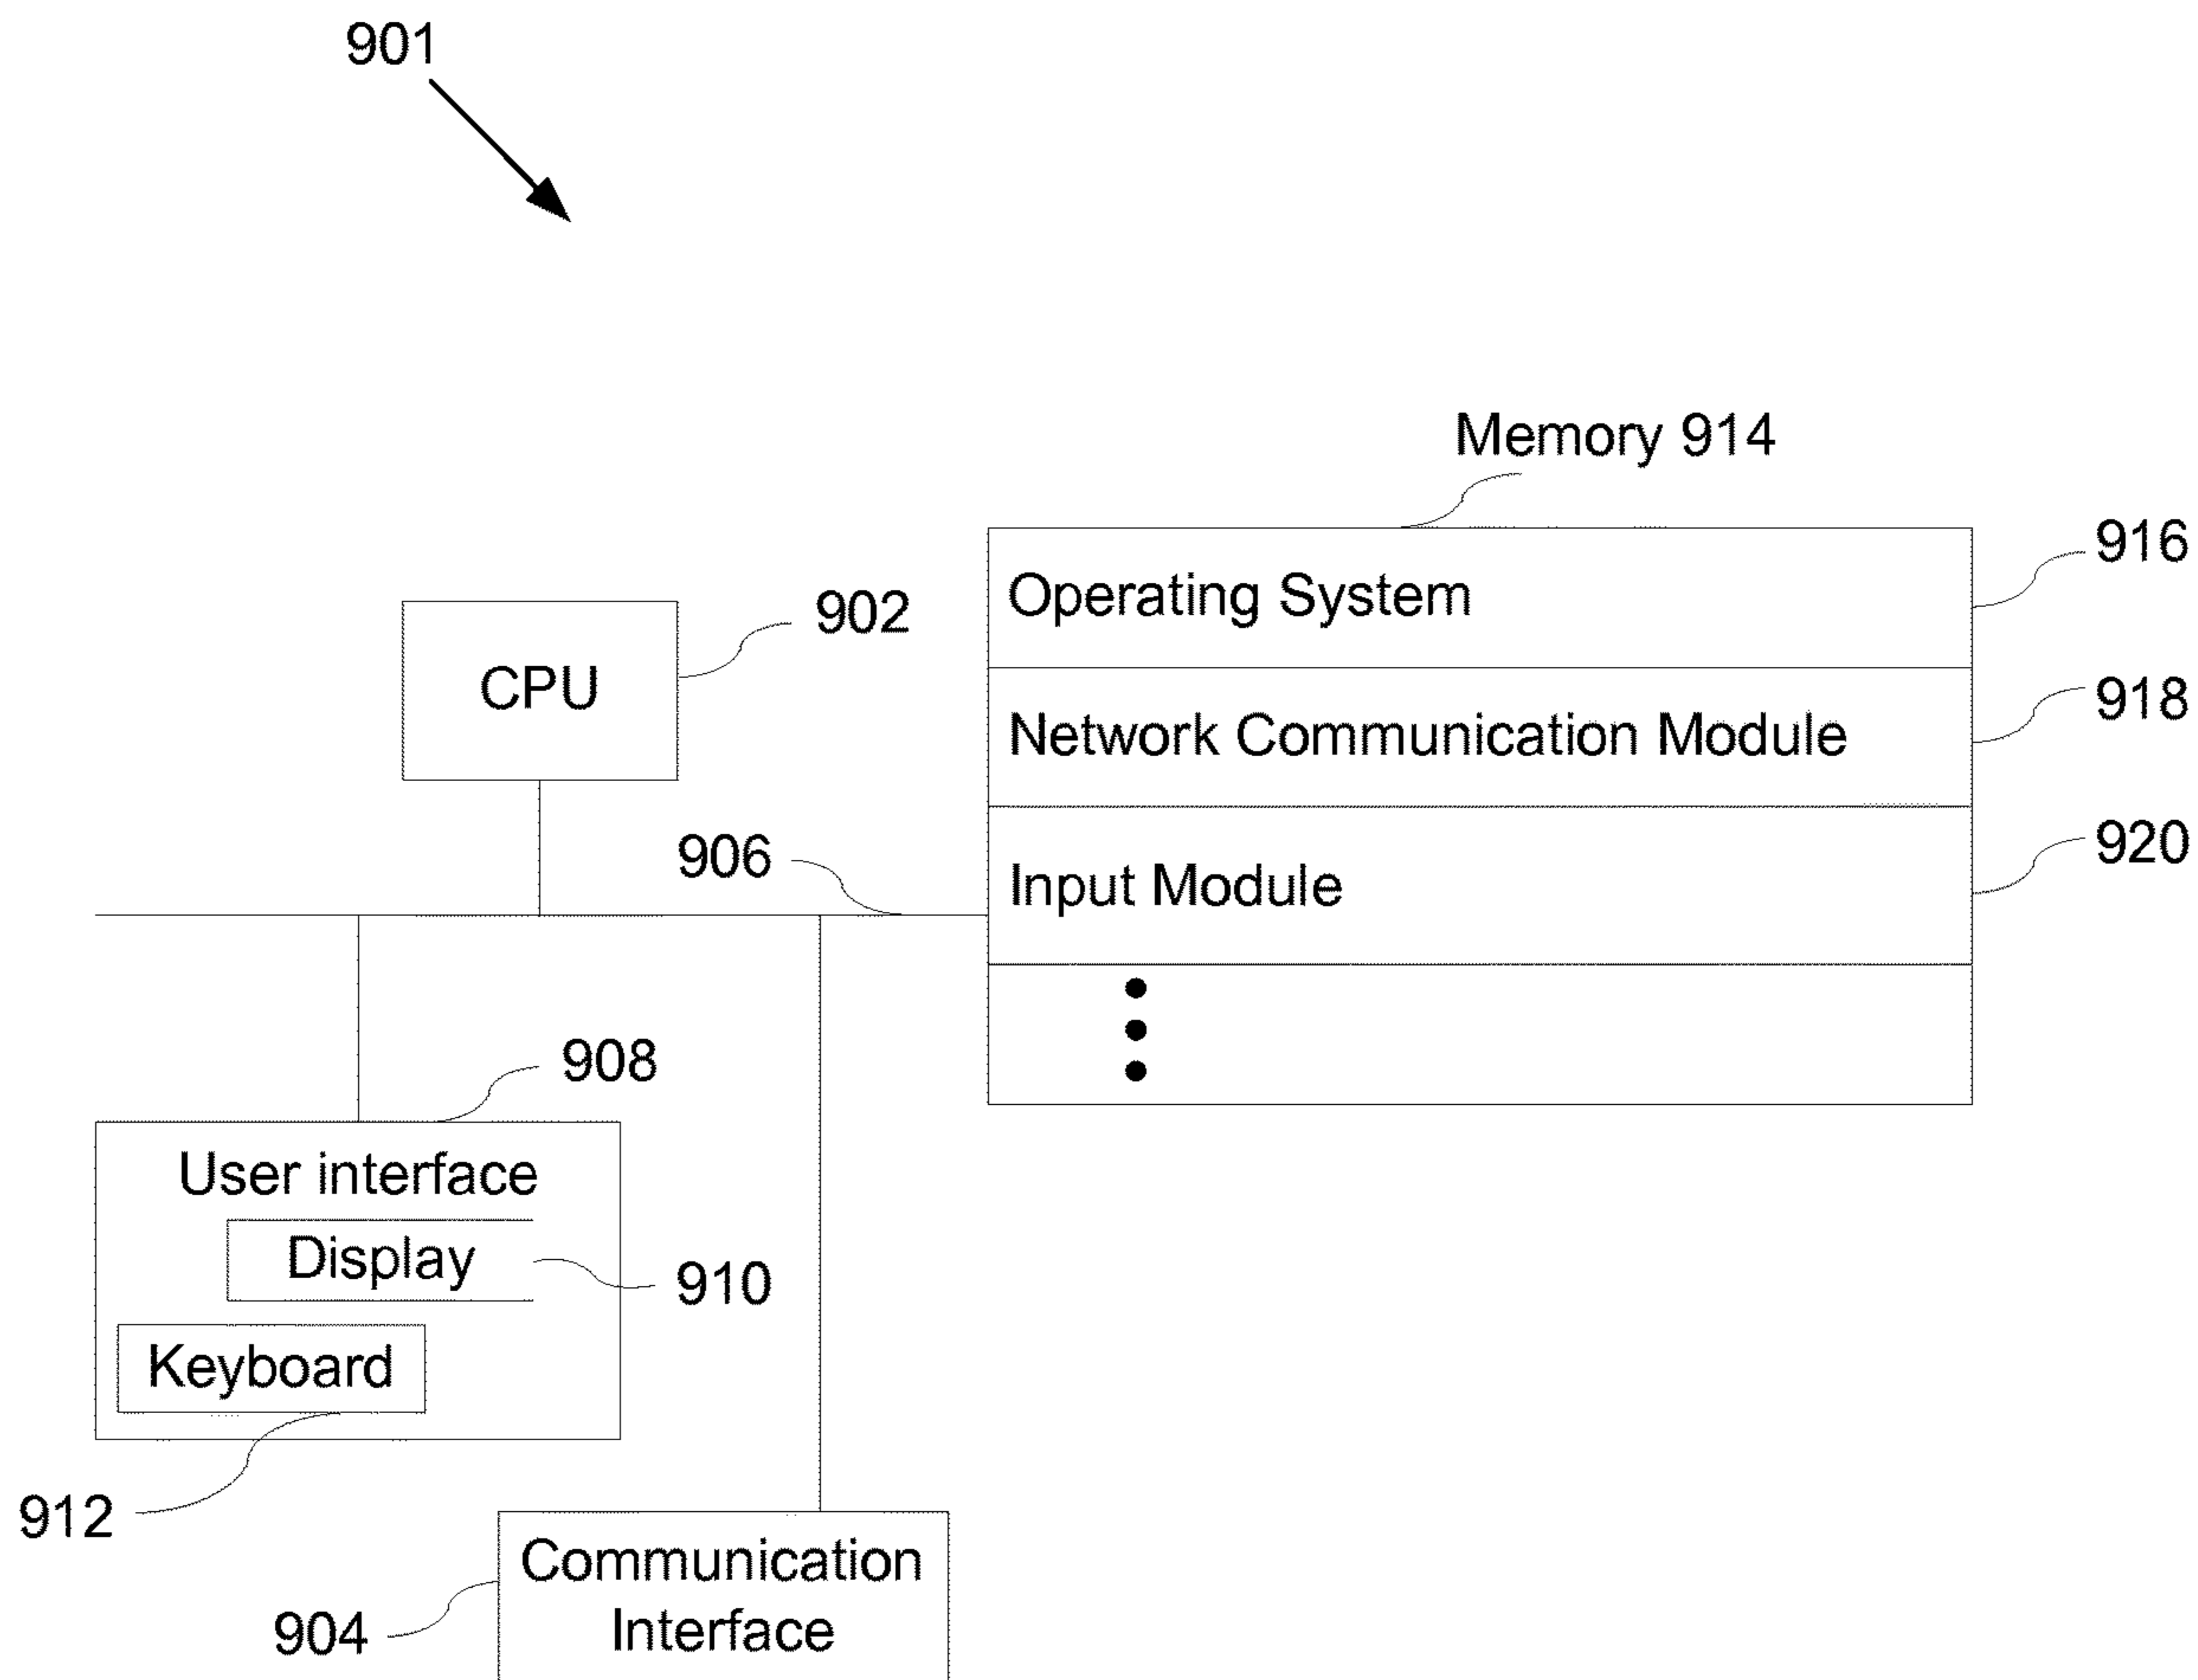 901
Memory 914
916
Operating System
902
CPU
918
Network Communication Module
906
920
Input Module
908
User interface
Display
910
Keyboard
912
Communication
Interface
904